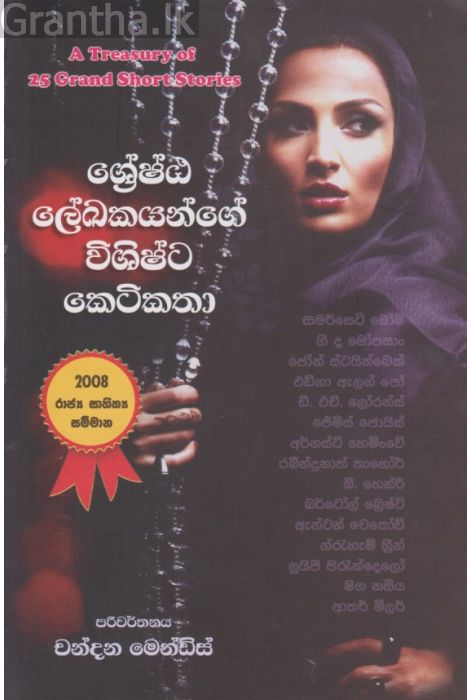 Grantha.lk
A Treasury of
25 Grand Short Stories
ශ්‍රේෂ්ඨ
ලේඛකයන්ගේ
විශිෂ්ට
කෙටිකතා
2008
රාජ්‍ය සාහිත්‍ය
සම්මාන
සමර්සෙට් මෝම්
ගී ද මෝපසාං
ජෝන් ස්ටයින්බෙක්
එඩ්ගා ඇලන් පෝ
ඩී. එච්. ලෝරන්ස්
ජේම්ස් ජොයිස්
අර්නස්ට් හෙමිංවේ
රබීන්ද්‍රනාත් තාගෝර්
ඕ. හෙන්රි
බර්ටෝල් බ්‍රෙෂ්ට්
ඇන්ටන් චෙකෝව්
ග්‍රැහැම් ග්‍රීන්
ලුයිජි පිරැන්දෙලෝ
ෂිග නඕය
ආතර් මිලර්
පරිවර්තනය
චන්දන මෙන්ඩිස්